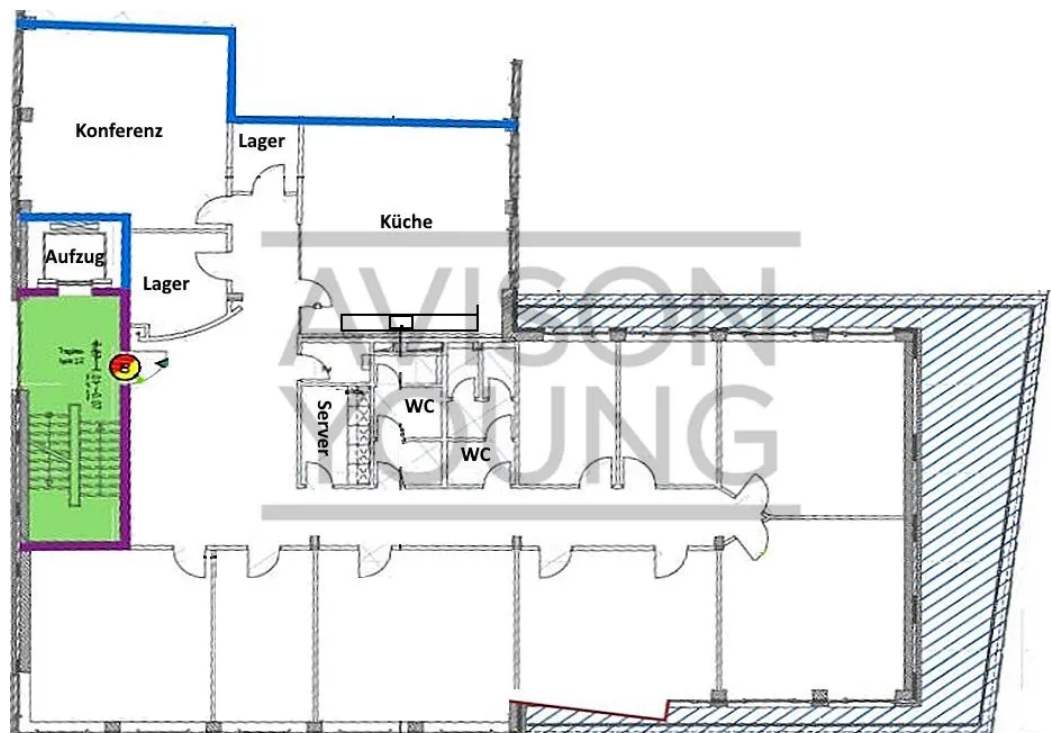 Konferenz
Lager
Küche
Aufzug
Lager
AVISON
YOUNG
Server
WC
WC